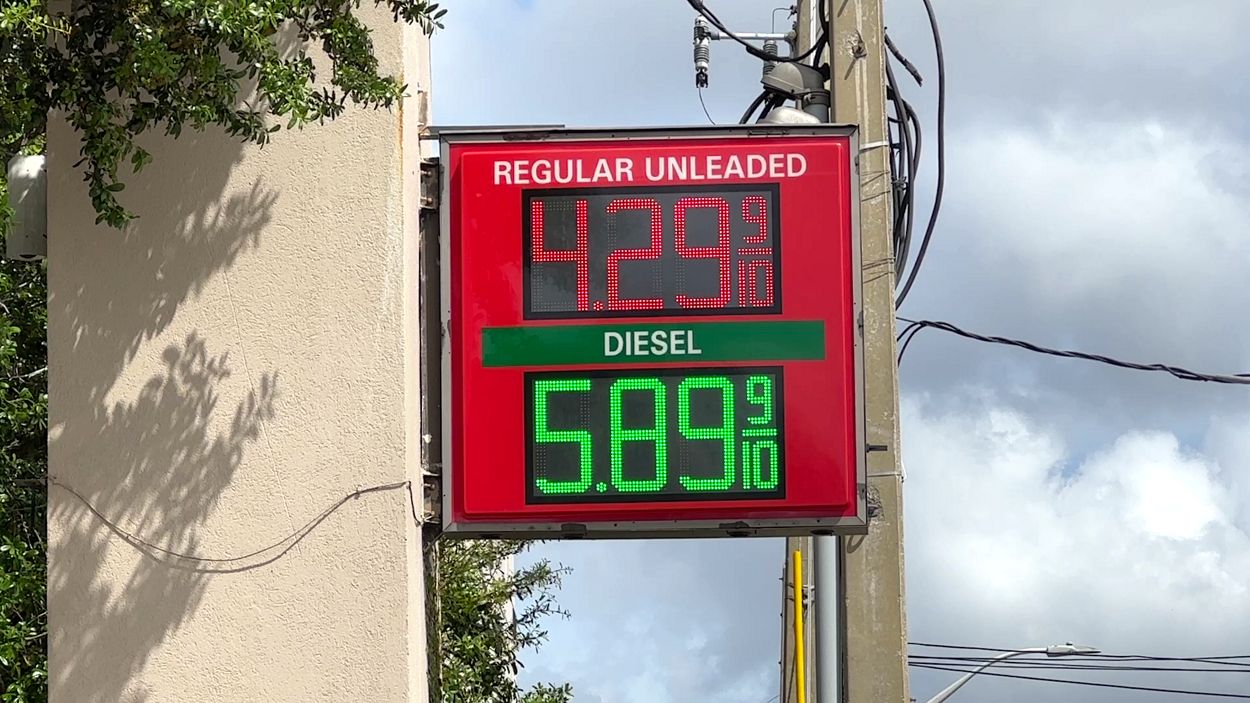 REGULAR UNLEADED
4.29 9/10
DIESEL
5.89 9/10